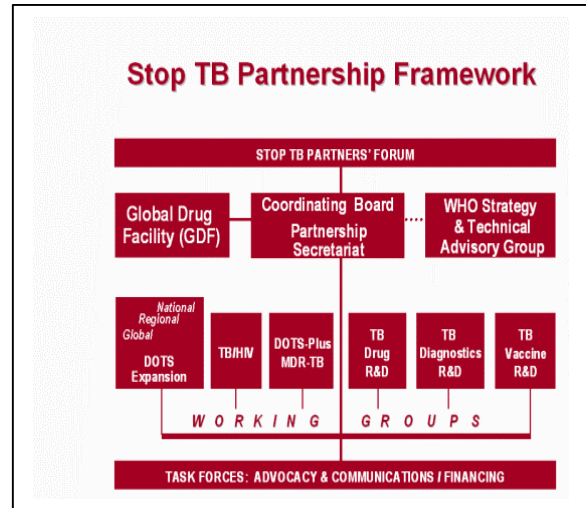 Stop TB Partnership Framework
STOP TB PARTNERS' FORUM
Global Drug
Facility (GDF)
Coordinating Board
Partnership
Secretariat
WHO Strategy
& Technical
Advisory Group
National
Regional
Global
DOTS
Expansion
TB/HIV
DOTS-Plus
MDR-TB
TB
Drug
R&D
TB
Diagnostics
R&D
TB
Vaccine
R&D
WORKING GROUPS
TASK FORCES: ADVOCACY & COMMUNICATIONS / FINANCING